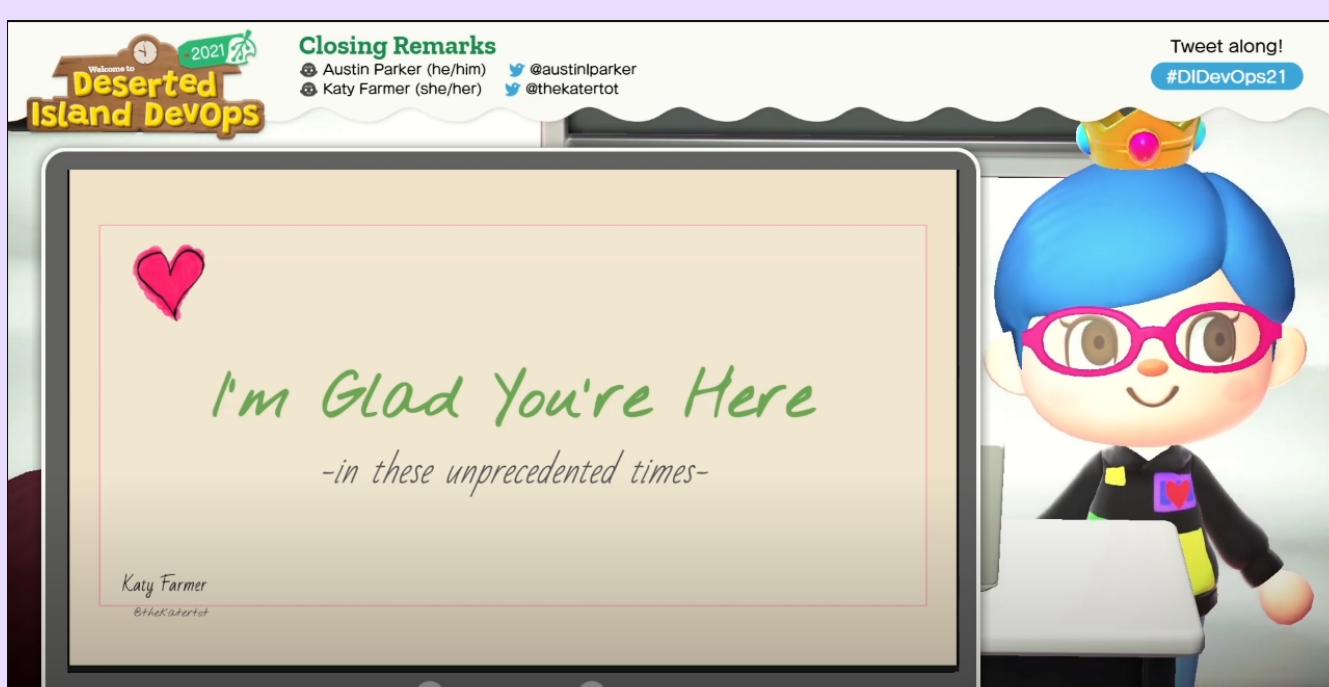 Welcome to
Deserted
Island DevOps
2021
Closing Remarks
Austin Parker (he/him) @austinlparker
Katy Farmer (she/her) @thekatertot
Tweet along!
#DIDevOps21
I'm Glad You're Here
-in these unprecedented times-
Katy Farmer
@thekatertot